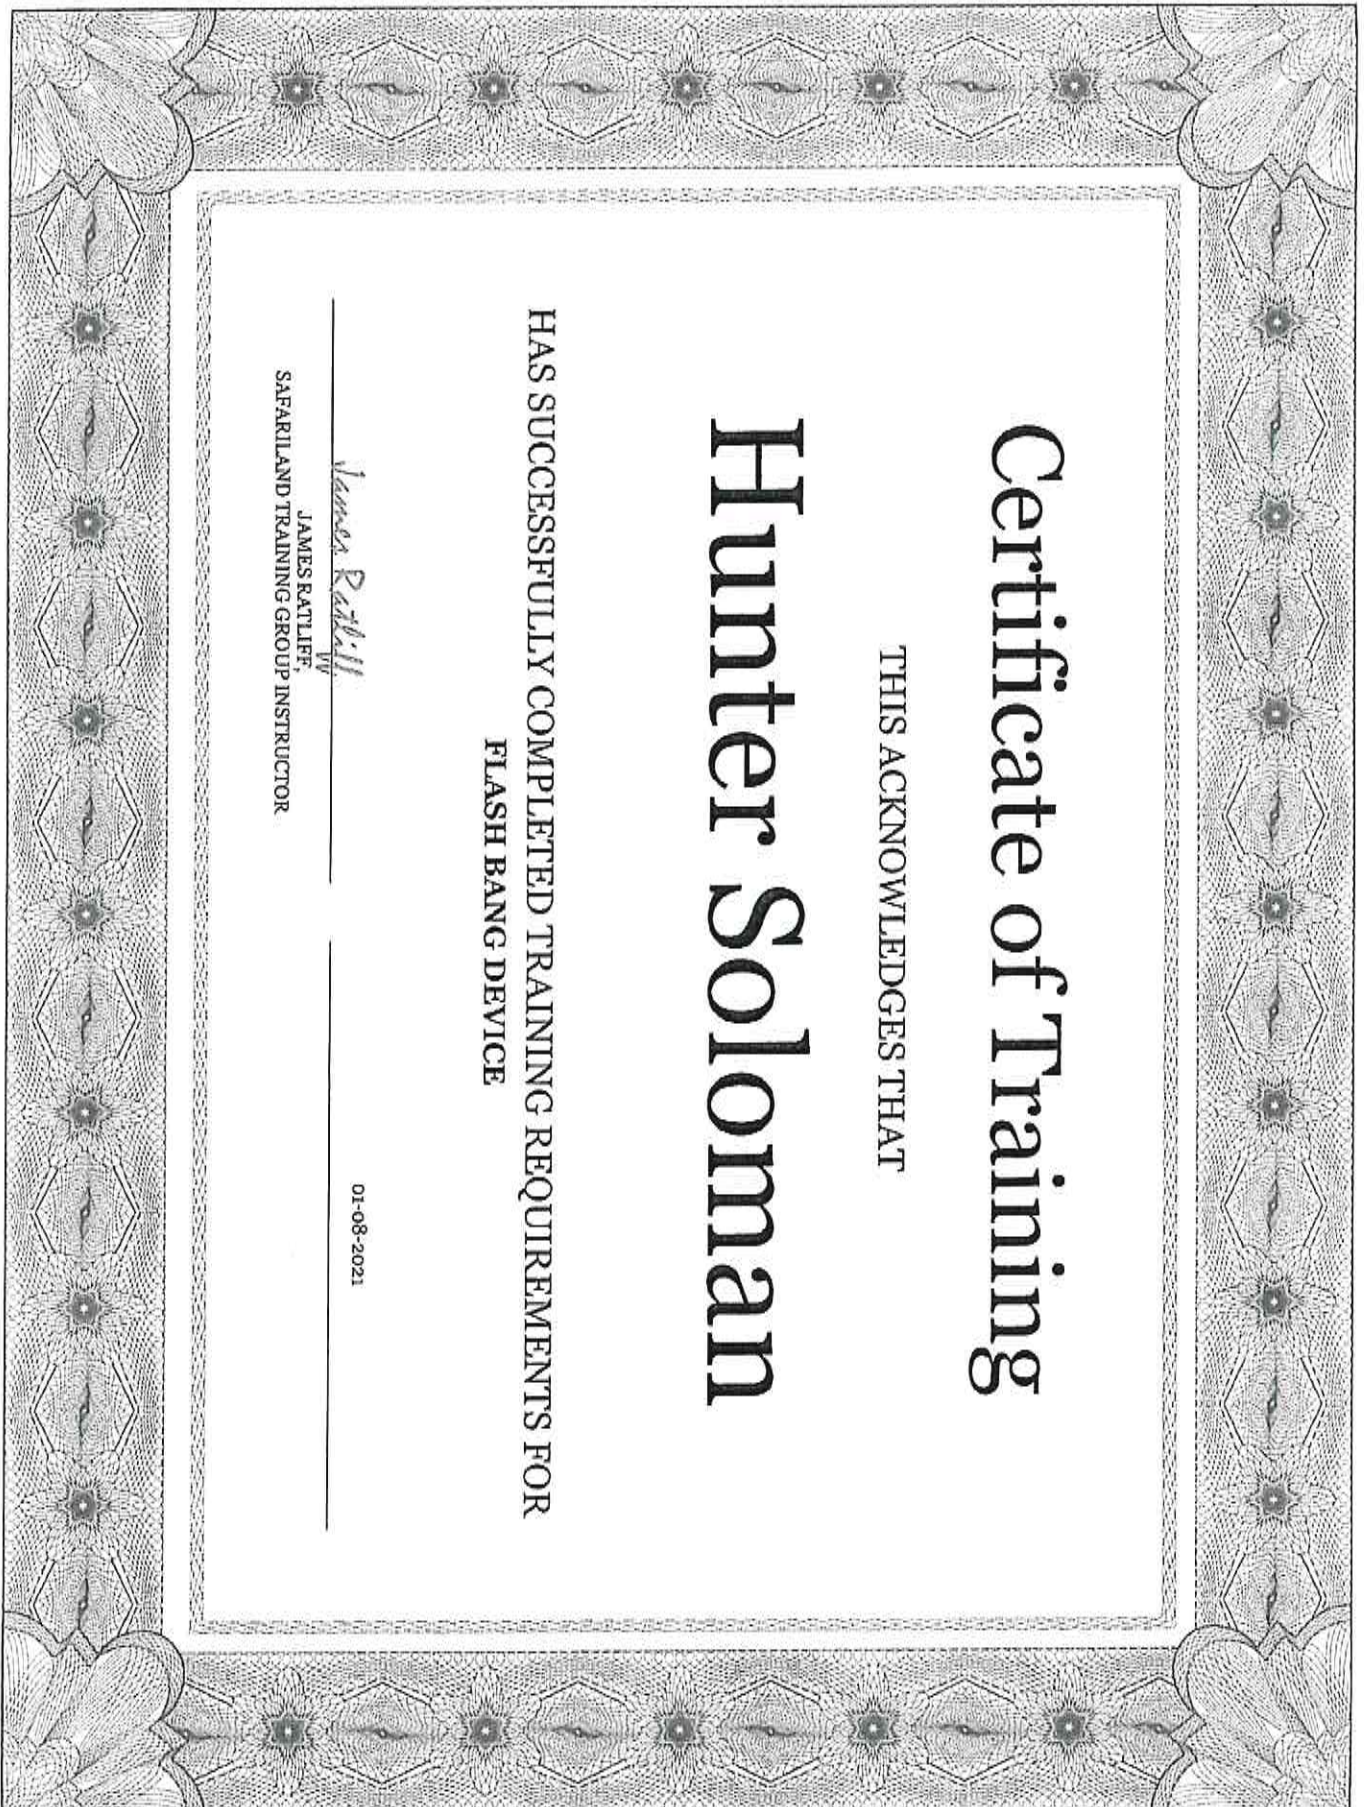 Certificate of Training
THIS ACKNOWLEDGES THAT
Hunter Soloman
HAS SUCCESSFULLY COMPLETED TRAINING REQUIREMENTS FOR
FLASH BANG DEVICE
James Ratliff
01-08-2021
JAMES RATLIFF,
SAFARILAND TRAINING GROUP INSTRUCTOR